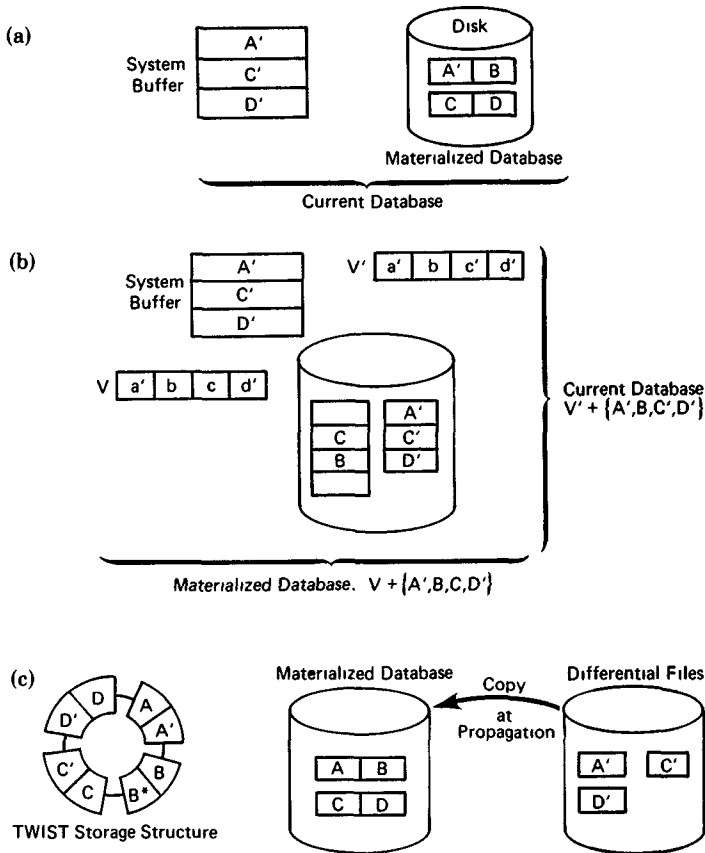 (a)
System
Buffer
A'
C'
D'
Disk
A' B
C D
Materialized Database
Current Database
(b)
System
Buffer
A'
C'
D'
V' a' b c' d'
V a' b c d'
C
B
A'
C'
D'
Current Database
V' + {A',B,C',D'}
Materialized Database. V + {A',B,C,D'}
(c)
D A
D' A'
C' B
C B*
TWIST Storage Structure
Materialized Database
A B
C D
Copy
at
Propagation
Differential Files
A' C'
D'